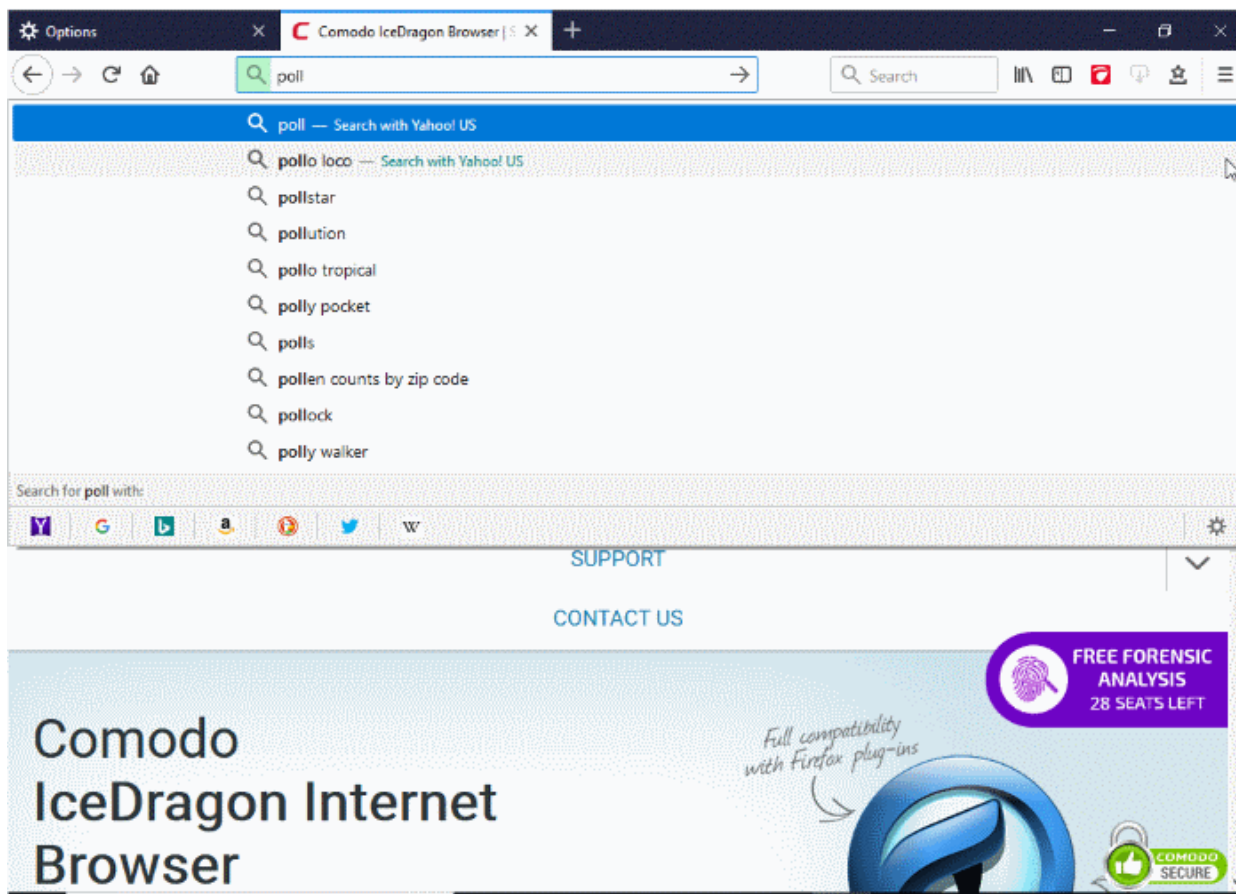 Options
Comodo IceDragon Browser | S
poll
Search
poll — Search with Yahoo! US
pollo loco — Search with Yahoo! US
pollstar
pollution
pollo tropical
polly pocket
polls
pollen counts by zip code
pollock
polly walker
Search for poll with:
Y G b a W
SUPPORT
CONTACT US
FREE FORENSIC
ANALYSIS
28 SEATS LEFT
Full compatibility
with Firefox plug-ins
Comodo
IceDragon Internet
Browser
COMODO
SECURE